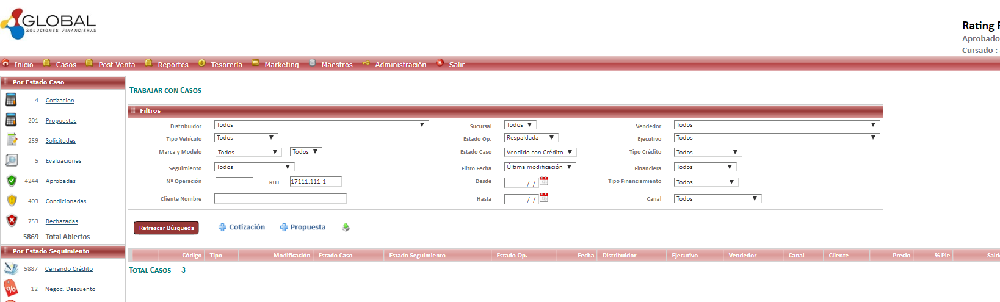 GLOBAL
SOLUCIONES FINANCIERAS
Rating
Aprobado
Cursado :
Inicio Casos Post Venta Reportes Tesorería Marketing Maestros Administración Salir
Por Estado Caso
4 Cotizacion
201 Propuestas
259 Solicitudes
5 Evaluaciones
4244 Aprobadas
403 Condicionadas
753 Rechazadas
5869 Total Abiertos
Por Estado Seguimiento
5887 Cerrando Crédito
12 Negoc. Descuento
TRABAJAR CON CASOS
Filtros
Distribuidor Todos Sucursal Todos Vendedor Todos
Tipo Vehículo Todos Estado Op. Respaldada Ejecutivo Todos
Marca y Modelo Todos Todos Estado Caso Vendido con Crédito Tipo Crédito Todos
Seguimiento Todos Filtro Fecha Última modificación Financiera Todos
Nº Operación RUT 17111.111-1 Desde / / Tipo Financiamiento Todos
Cliente Nombre Hasta / / Canal Todos
Refrescar Búsqueda Cotización Propuesta
Código Tipo Modificación Estado Caso Estado Seguimiento Estado Op. Fecha Distribuidor Ejecutivo Vendedor Canal Cliente Precio % Pie
TOTAL CASOS = 3